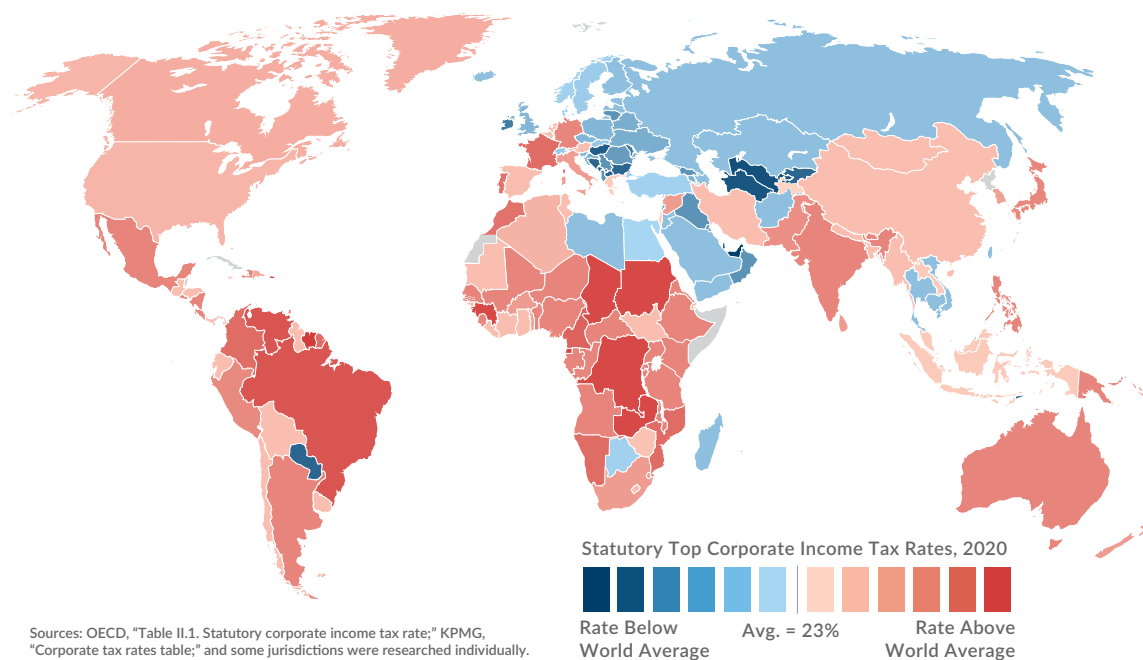 Statutory Top Corporate Income Tax Rates, 2020
Rate Below
World Average
Avg. = 23%
Rate Above
World Average
Sources: OECD, “Table II.1. Statutory corporate income tax rate;” KPMG,
“Corporate tax rates table;” and some jurisdictions were researched individually.